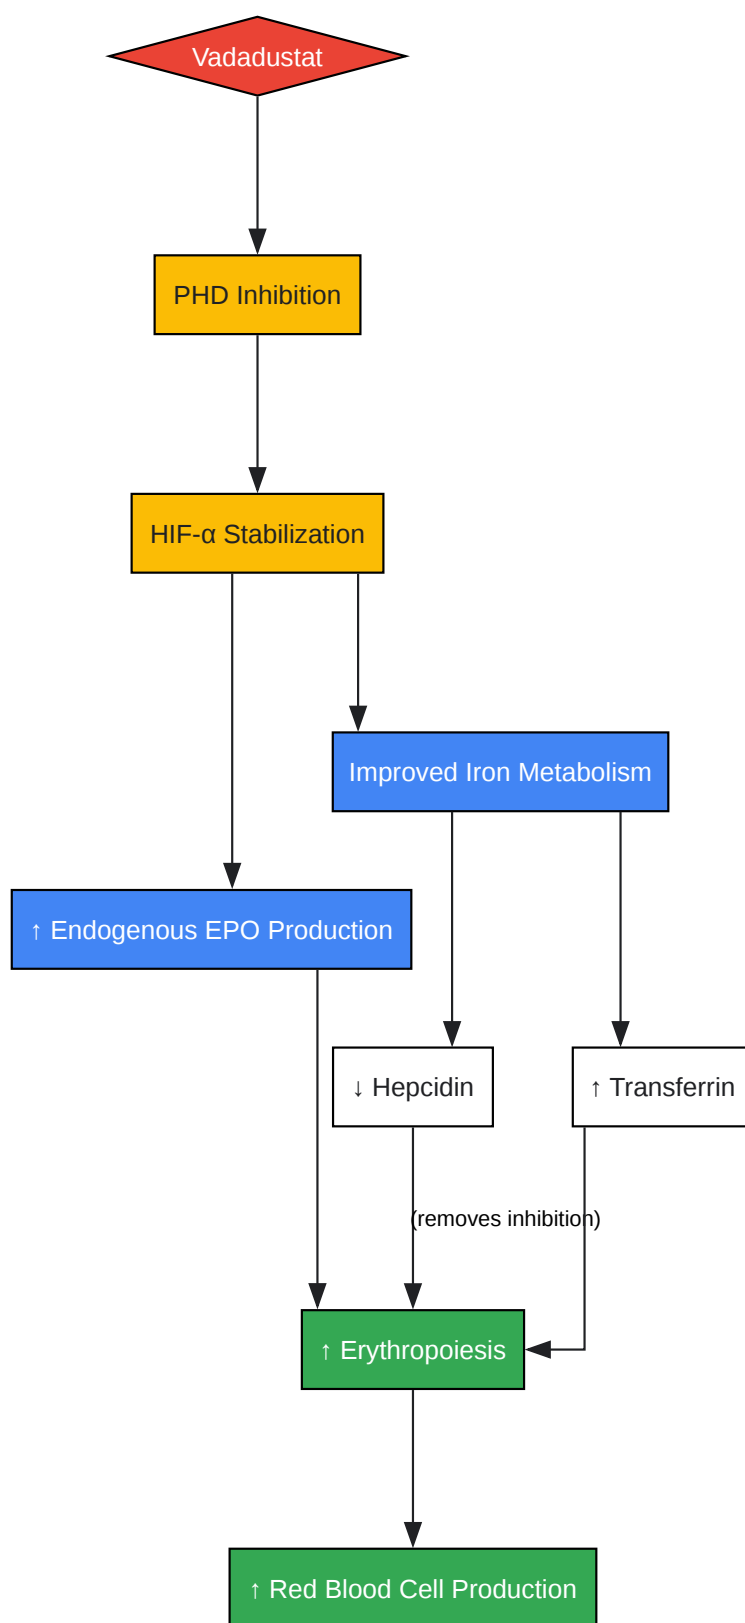 Vadadustat
PHD Inhibition
HIF-α Stabilization
Improved Iron Metabolism
↑ Endogenous EPO Production
↓ Hepcidin
↑ Transferrin
(removes inhibition)
↑ Erythropoiesis
↑ Red Blood Cell Production